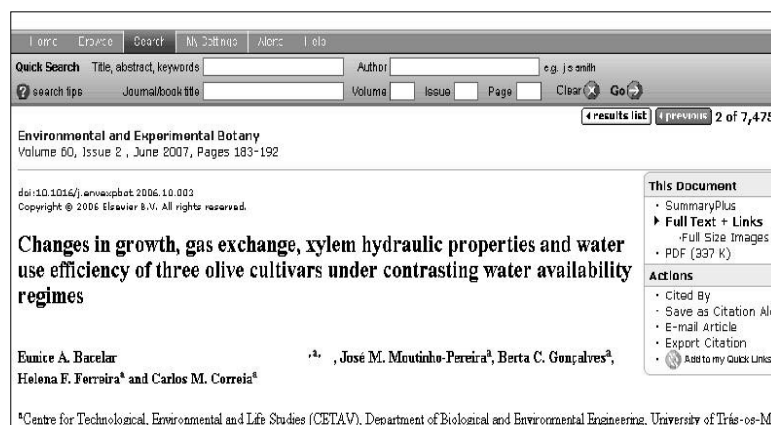 Home Browse Search My Settings Alerts Help
Quick Search Title, abstract, keywords Author e.g. j s smith
? search tips Journal/book title Volume Issue Page Clear Go
results list previous 2 of 7,475
Environmental and Experimental Botany
Volume 60, Issue 2 , June 2007, Pages 183-192
doi:10.1016/j.envexpbot.2006.10.003
Copyright © 2006 Elsevier B.V. All rights reserved.
Changes in growth, gas exchange, xylem hydraulic properties and water
use efficiency of three olive cultivars under contrasting water availability
regimes
Eunice A. Bacelar ,a, , José M. Moutinho-Pereiraa, Berta C. Gonçalvesa,
Helena F. Ferreiraa and Carlos M. Correiaa
aCentre for Technological, Environmental and Life Studies (CETAV), Department of Biological and Environmental Engineering, University of Trás-os-M
This Document
· SummaryPlus
Full Text + Links
·Full Size Images
· PDF (337 K)
Actions
· Cited By
· Save as Citation Al
· E-mail Article
· Export Citation
· Add to my Quick Links